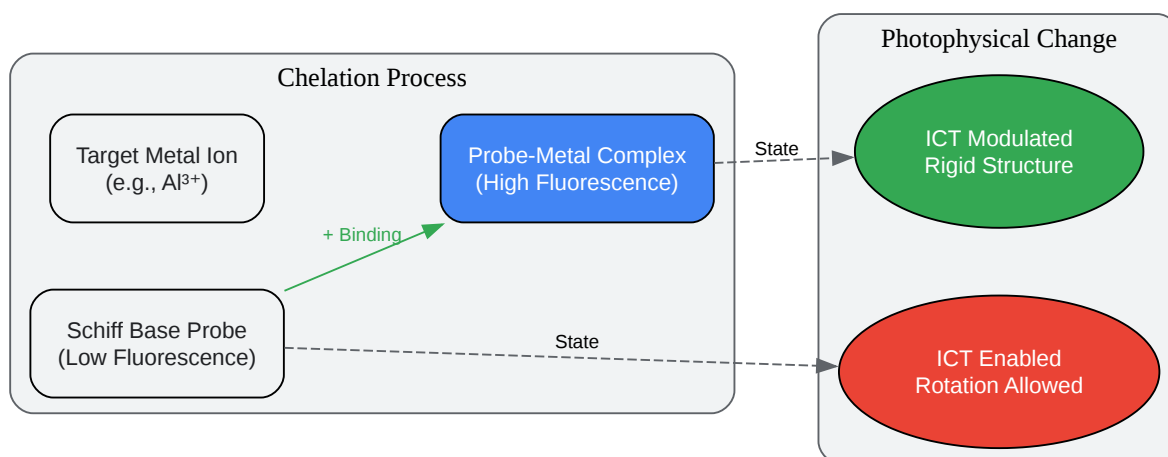 Chelation Process
Target Metal Ion
(e.g., Al³⁺)
Probe-Metal Complex
(High Fluorescence)
+ Binding
Schiff Base Probe
(Low Fluorescence)
State
State
Photophysical Change
ICT Modulated
Rigid Structure
ICT Enabled
Rotation Allowed